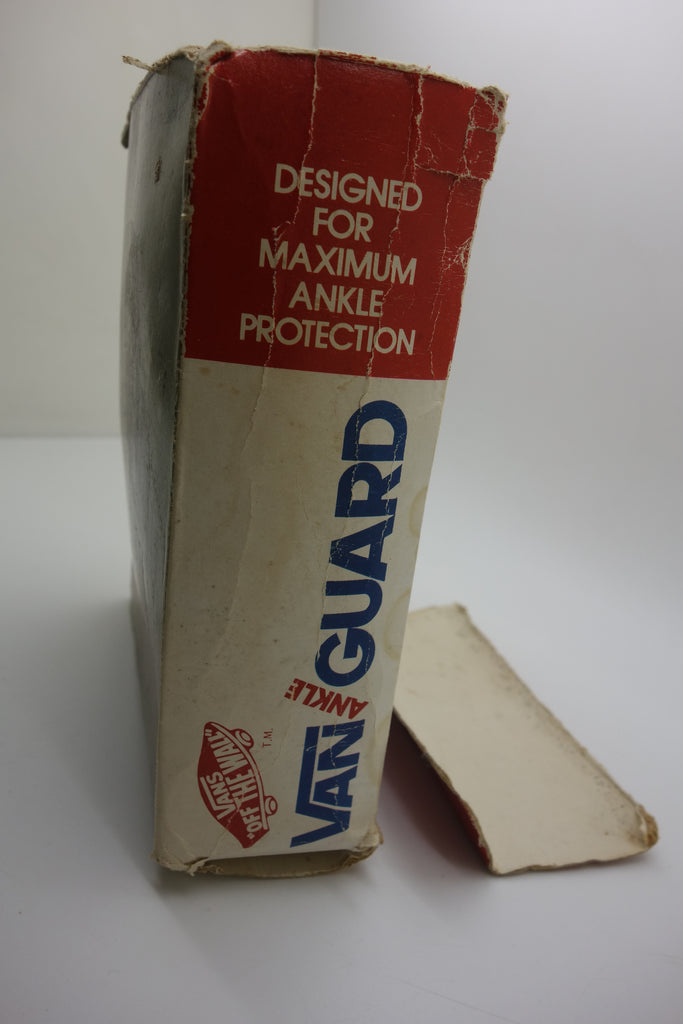 DESIGNED
FOR
MAXIMUM
ANKLE
PROTECTION
VAN ANKLE GUARD
VANS
"OFF THE WALL"
T.M.